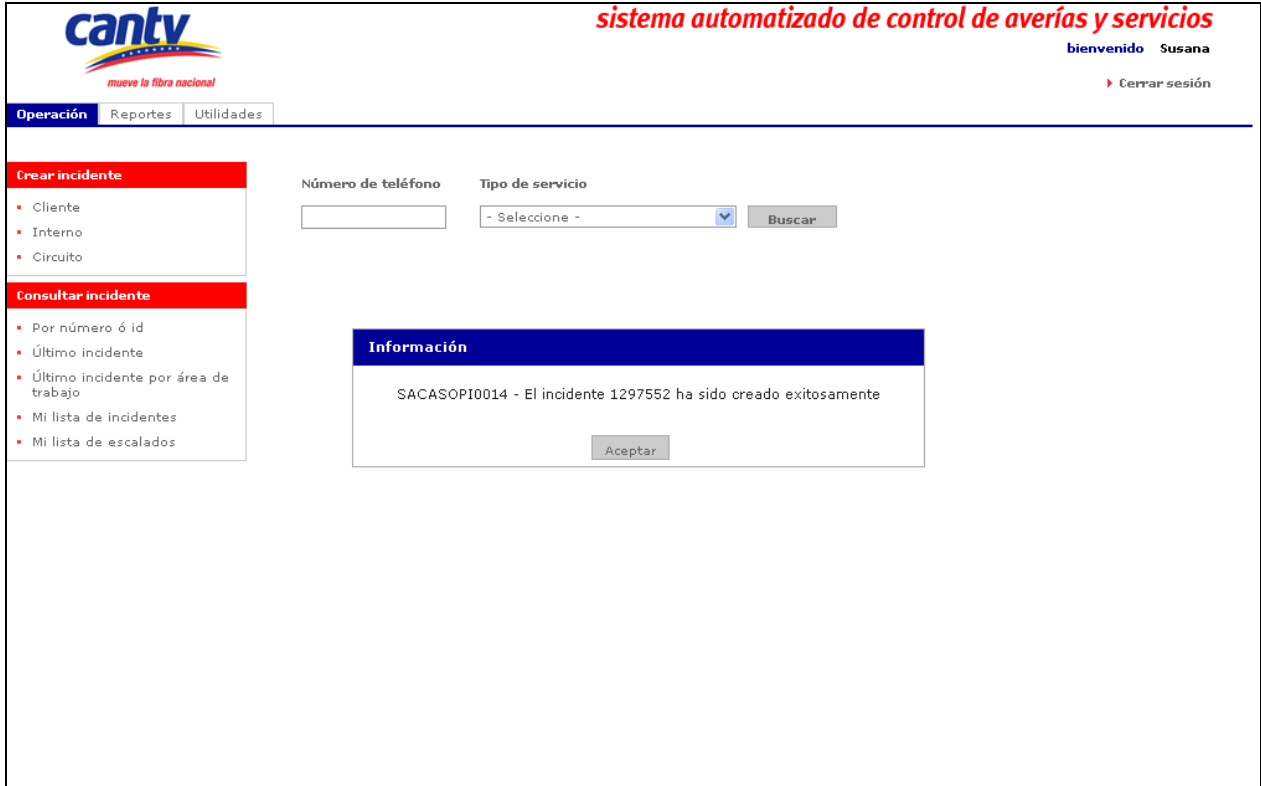 cantv
mueve la fibra nacional
sistema automatizado de control de averías y servicios
bienvenido Susana
Cerrar sesión
Operación Reportes Utilidades
Crear incidente
Cliente
Interno
Circuito
Consultar incidente
Por número ó id
Último incidente
Último incidente por área de
trabajo
Mi lista de incidentes
Mi lista de escalados
Número de teléfono Tipo de servicio
- Seleccione - Buscar
Información
SACASOPI0014 - El incidente 1297552 ha sido creado exitosamente
Aceptar